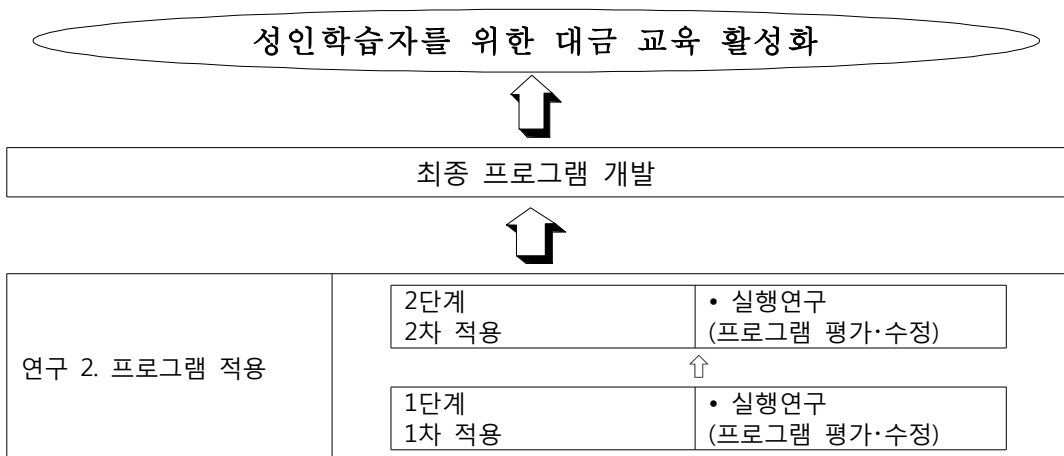 성인학습자를 위한 대금 교육 활성화
최종 프로그램 개발
연구 2. 프로그램 적용
2단계
2차 적용
• 실행연구
(프로그램 평가·수정)
1단계
1차 적용
• 실행연구
(프로그램 평가·수정)